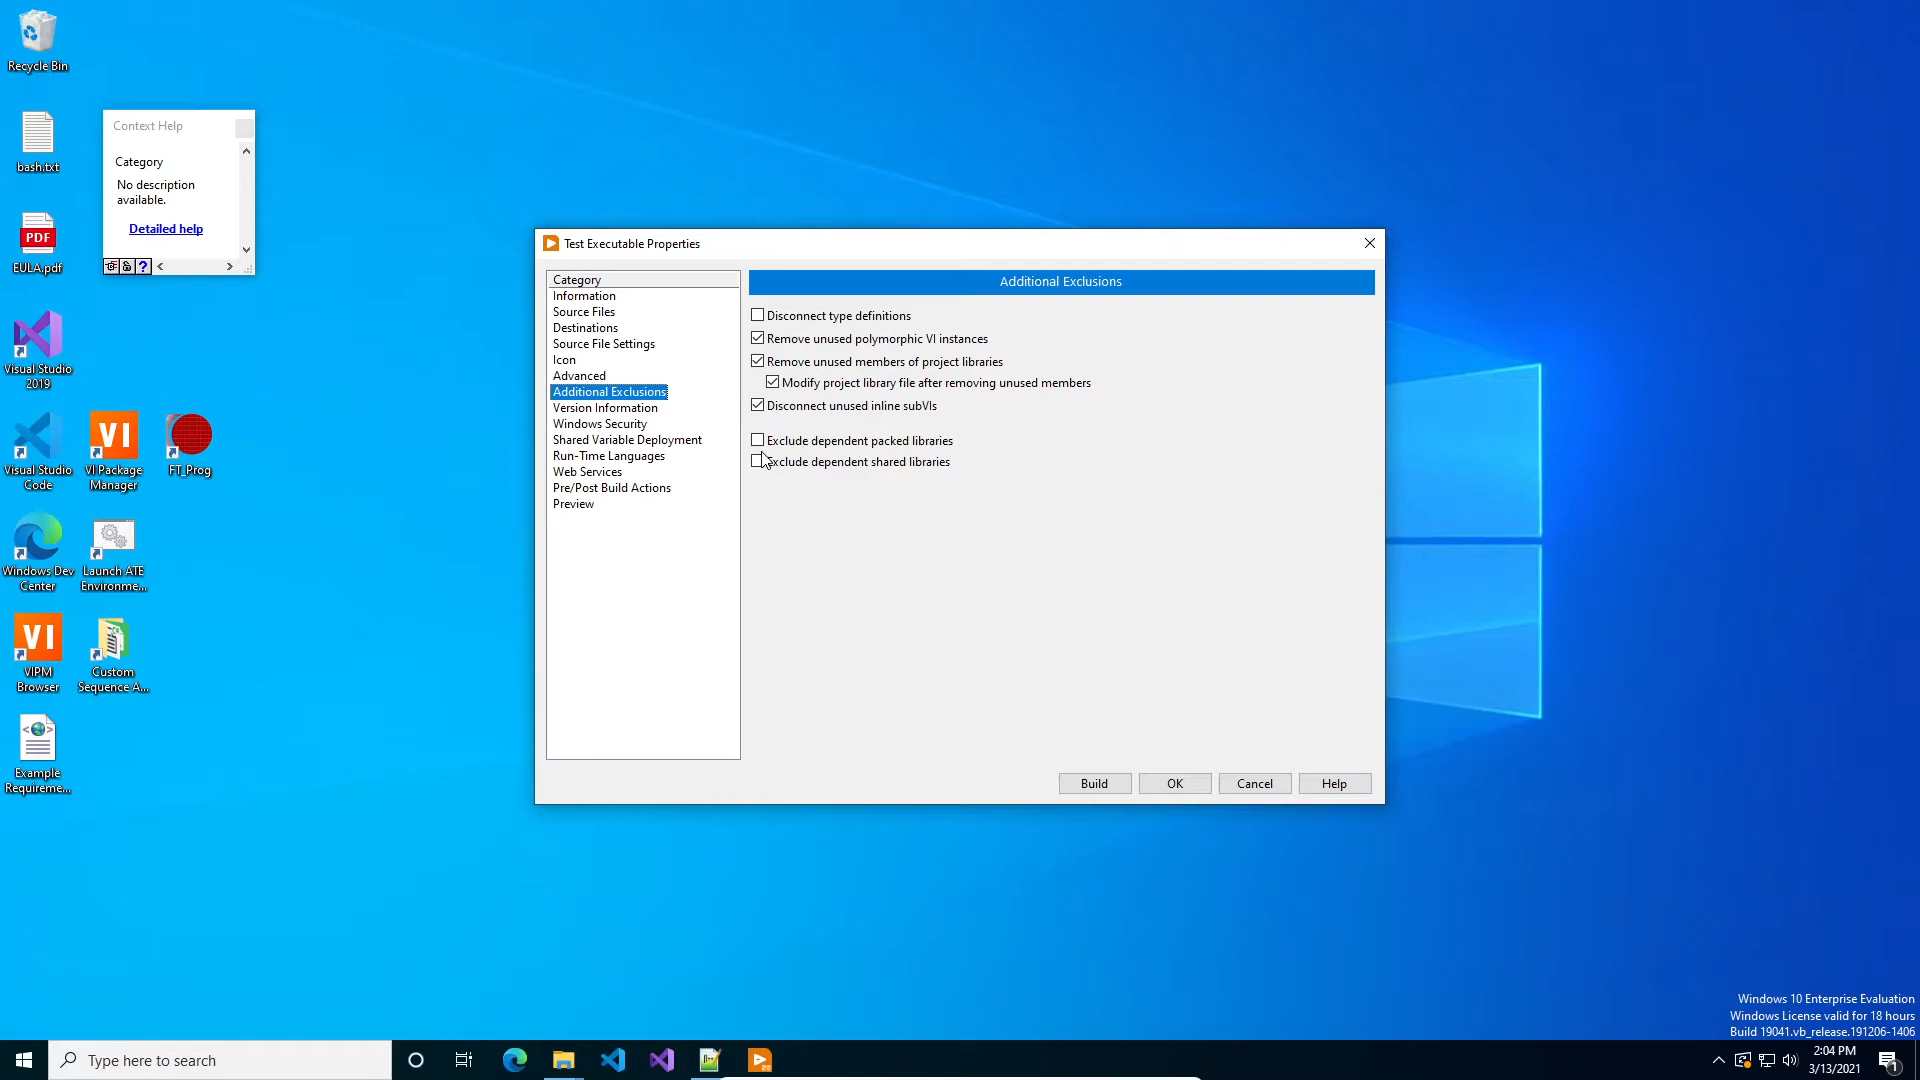 Recycle Bin
bash.txt
PDF
EULA.pdf
Visual Studio
2019
Visual Studio
Code
VI
VI Package
Manager
FT_Prog
Windows Dev
Center
Launch ATE
Environme...
VI
VIPM
Browser
Custom
Sequence A...
Example
Requireme...
Context Help
Category
No description
available.
Detailed help
?
Test Executable Properties
Category
Information
Source Files
Destinations
Source File Settings
Icon
Advanced
Additional Exclusions
Version Information
Windows Security
Shared Variable Deployment
Run-Time Languages
Web Services
Pre/Post Build Actions
Preview
Additional Exclusions
Disconnect type definitions
Remove unused polymorphic VI instances
Remove unused members of project libraries
Modify project library file after removing unused members
Disconnect unused inline subVIs
Exclude dependent packed libraries
Exclude dependent shared libraries
Build
OK
Cancel
Help
Windows 10 Enterprise Evaluation
Windows License valid for 18 hours
Build 19041.vb_release.191206-1406
Type here to search
2:04 PM
3/13/2021
1